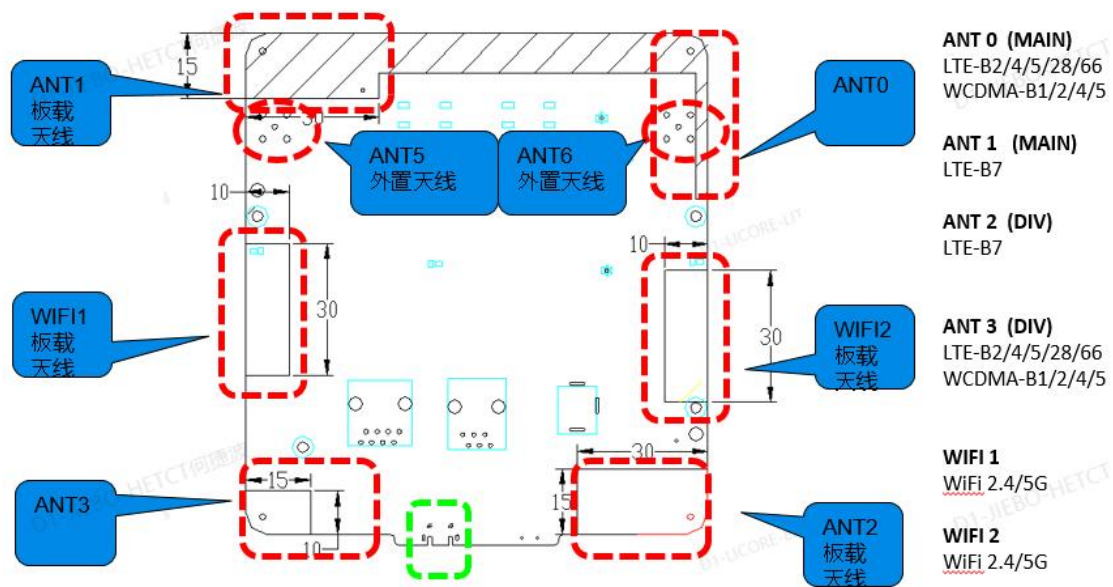 ANT1
板载
天线
15
30
ANT5
外置天线
ANT6
外置天线
ANT0
10
30
WIFI1
板载
天线
10
30
WIFI2
板载
天线
ANT3
15
10
30
15
ANT2
板载
天线
ANT 0 (MAIN)
LTE-B2/4/5/28/66
WCDMA-B1/2/4/5
ANT 1 (MAIN)
LTE-B7
ANT 2 (DIV)
LTE-B7
ANT 3 (DIV)
LTE-B2/4/5/28/66
WCDMA-B1/2/4/5
WIFI 1
WiFi 2.4/5G
WIFI 2
WiFi 2.4/5G
D1-JIEBO-HETCT